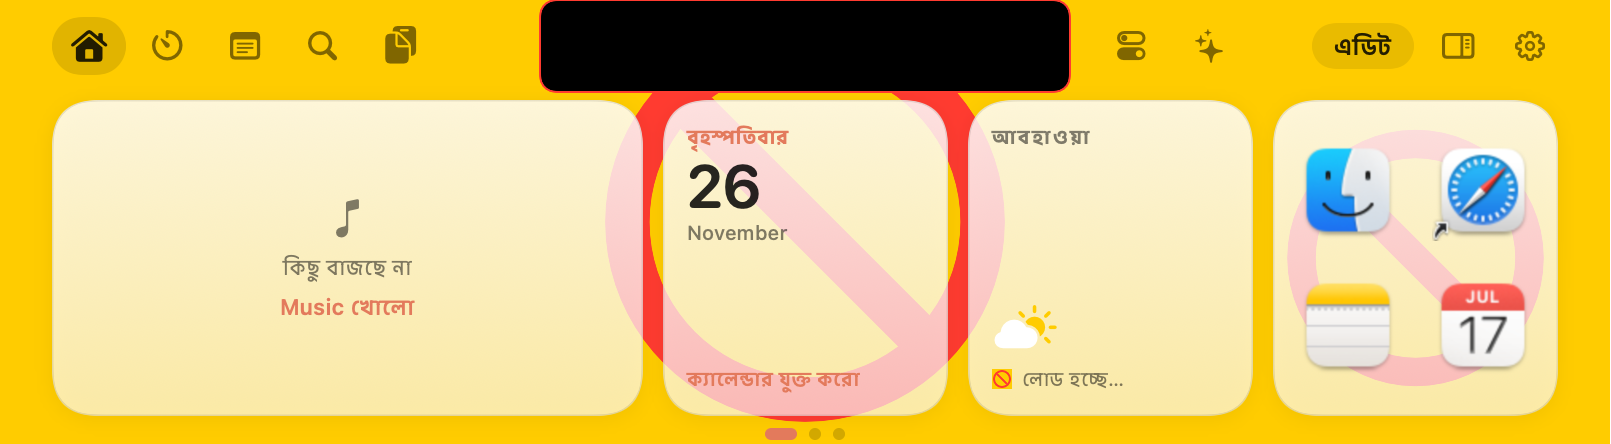 এডিট
কিছু বাজছে না
Music খোলো
বৃহস্পতিবার
26
November
ক্যালেন্ডার যুক্ত করো
আবহাওয়া
লোড হচ্ছে...
JUL
17